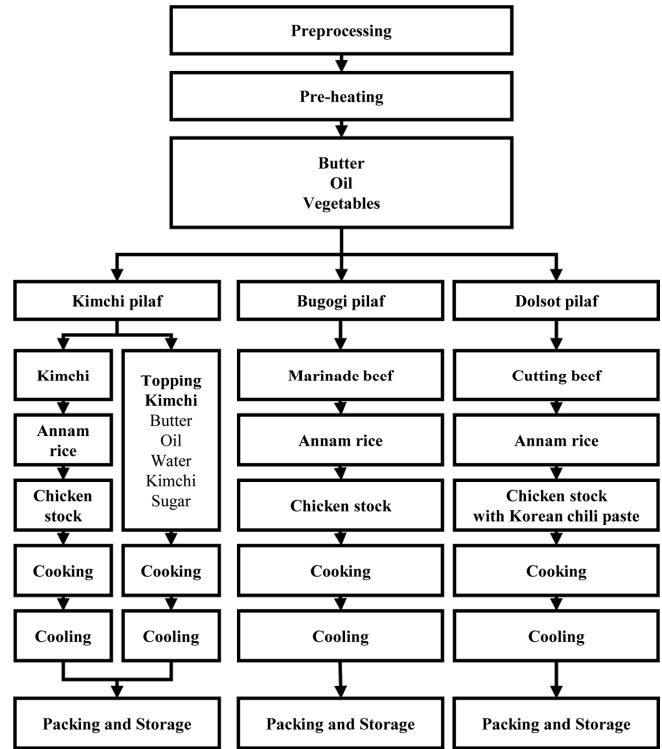 Preprocessing
Pre-heating
Butter
Oil
Vegetables
Kimchi pilaf
Bugogi pilaf
Dolsot pilaf
Kimchi
Annam
rice
Chicken
stock
Cooking
Cooling
Topping
Kimchi
Butter
Oil
Water
Kimchi
Sugar
Cooking
Cooling
Packing and Storage
Marinade beef
Annam rice
Chicken stock
Cooking
Cooling
Packing and Storage
Cutting beef
Annam rice
Chicken stock
with Korean chili paste
Cooking
Cooling
Packing and Storage